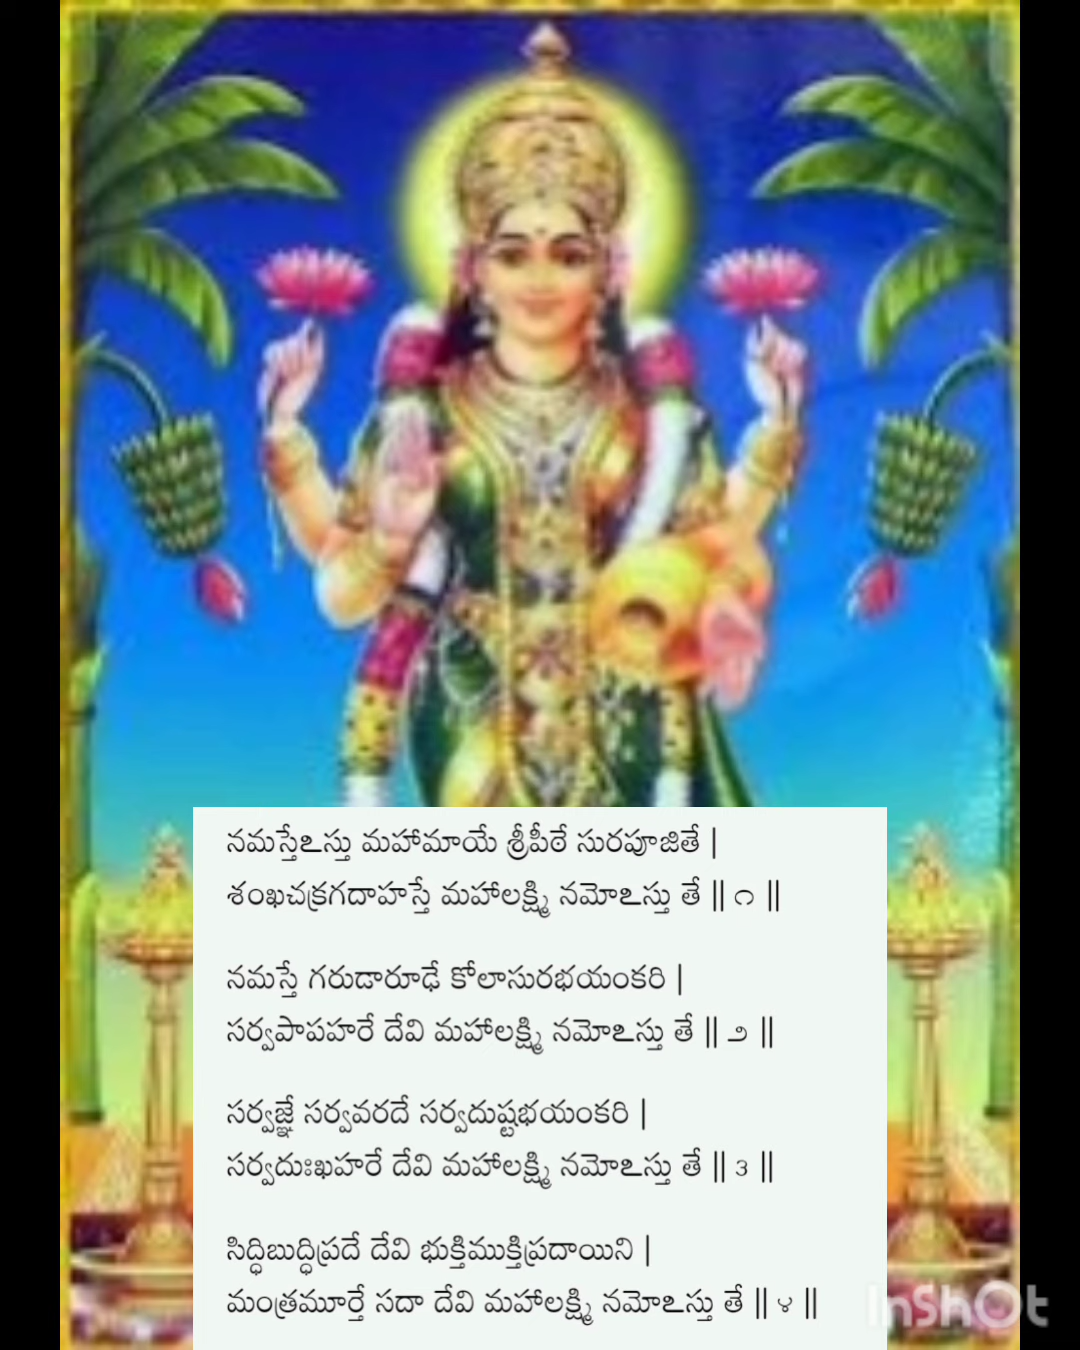 నమస్తేఽస్తు మహామాయే శ్రీపీఠే సురపూజితే |
శంఖచక్రగదాహస్తే మహాలక్ష్మి నమోఽస్తు తే || ౧ ||
నమస్తే గరుడారూఢే కోలాసురభయంకరి |
సర్వపాపహరే దేవి మహాలక్ష్మి నమోఽస్తు తే || ౨ ||
సర్వజ్ఞే సర్వవరదే సర్వదుష్టభయంకరి |
సర్వదుఃఖహరే దేవి మహాలక్ష్మి నమోఽస్తు తే || ౩ ||
సిద్ధిబుద్ధిప్రదే దేవి భుక్తిముక్తిప్రదాయిని |
మంత్రమూర్తే సదా దేవి మహాలక్ష్మి నమోఽస్తు తే || ౪ ||
InShOt